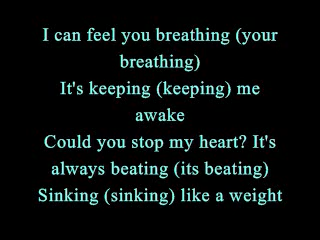 I can feel you breathing (your
breathing)
It's keeping (keeping) me
awake
Could you stop my heart? It's
always beating (its beating)
Sinking (sinking) like a weight